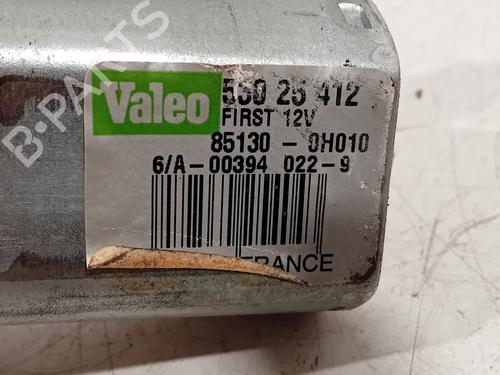 Valeo
530 25 412
FIRST 12V
85130 - 0H010
6/A-00394 022-9
FRANCE
B-PARTS